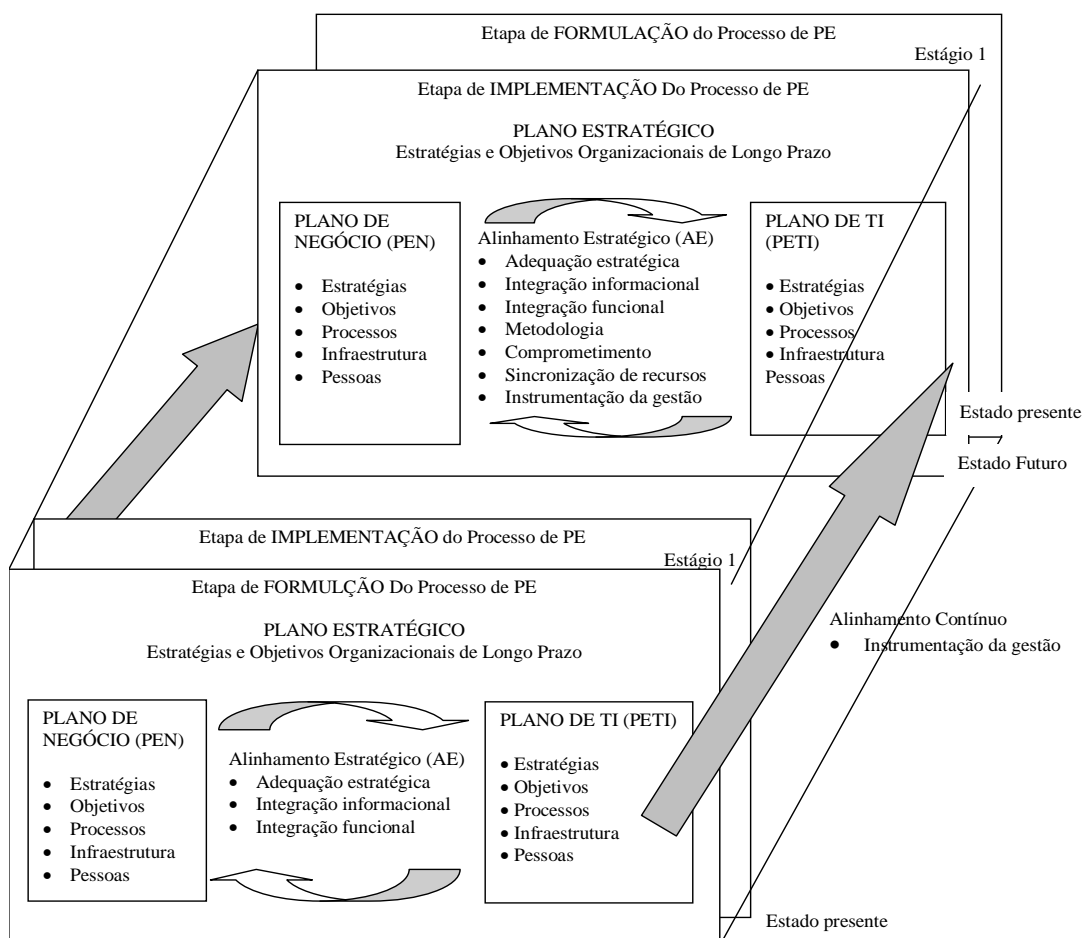 Etapa de FORMULAÇÃO do Processo de PE
Estágio 1
Etapa de IMPLEMENTAÇÃO Do Processo de PE
PLANO ESTRATÉGICO
Estratégias e Objetivos Organizacionais de Longo Prazo
PLANO DE
NEGÓCIO (PEN)
• Estratégias
• Objetivos
• Processos
• Infraestrutura
• Pessoas
Alinhamento Estratégico (AE)
• Adequação estratégica
• Integração informacional
• Integração funcional
• Metodologia
• Comprometimento
• Sincronização de recursos
• Instrumentação da gestão
PLANO DE TI
(PETI)
• Estratégias
• Objetivos
• Processos
• Infraestrutura
Pessoas
Estado presente
Estado Futuro
Etapa de IMPLEMENTAÇÃO do Processo de PE
Estágio 1
Etapa de FORMULÇÃO Do Processo de PE
PLANO ESTRATÉGICO
Estratégias e Objetivos Organizacionais de Longo Prazo
Alinhamento Contínuo
• Instrumentação da gestão
PLANO DE
NEGÓCIO (PEN)
• Estratégias
• Objetivos
• Processos
• Infraestrutura
• Pessoas
Alinhamento Estratégico (AE)
• Adequação estratégica
• Integração informacional
• Integração funcional
PLANO DE TI (PETI)
• Estratégias
• Objetivos
• Processos
• Infraestrutura
• Pessoas
Estado presente